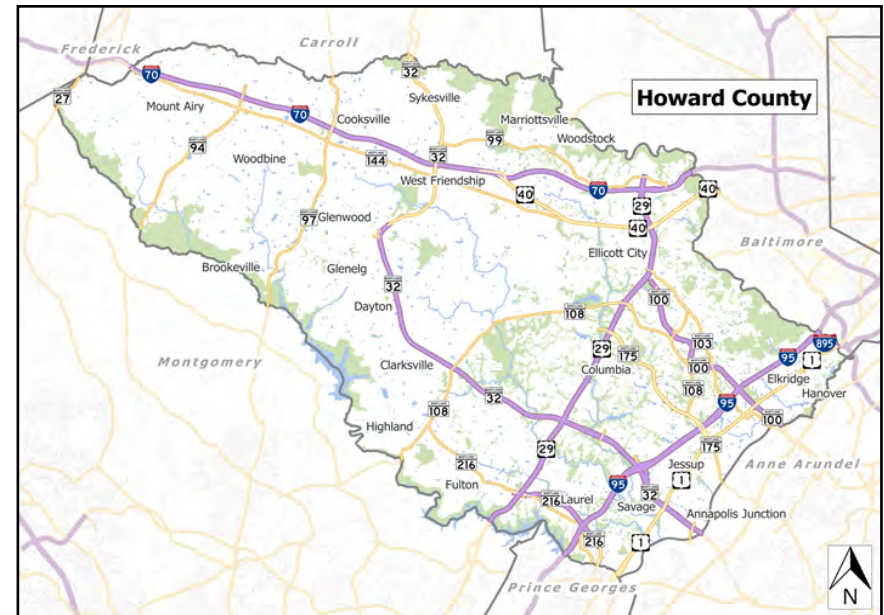 Frederick
Carroll
70
32
27
Mount Airy
Sykesville
Howard County
70
Cooksville
Marriottsville
94
99
Woodstock
Woodbine
144
32
West Friendship
70
40
40
29
97
Glenwood
40
Baltimore
Brookeville
Glenelg
Ellicott City
32
100
Dayton
108
103
895
Montgomery
29
175
95
1
Clarksville
Columbia
100
Elkridge
32
108
Hanover
108
95
100
Highland
175
29
216
Jessup
Anne Arundel
Fulton
95
1
216
Laurel
32
Savage
Annapolis Junction
216
1
Prince Georges
N